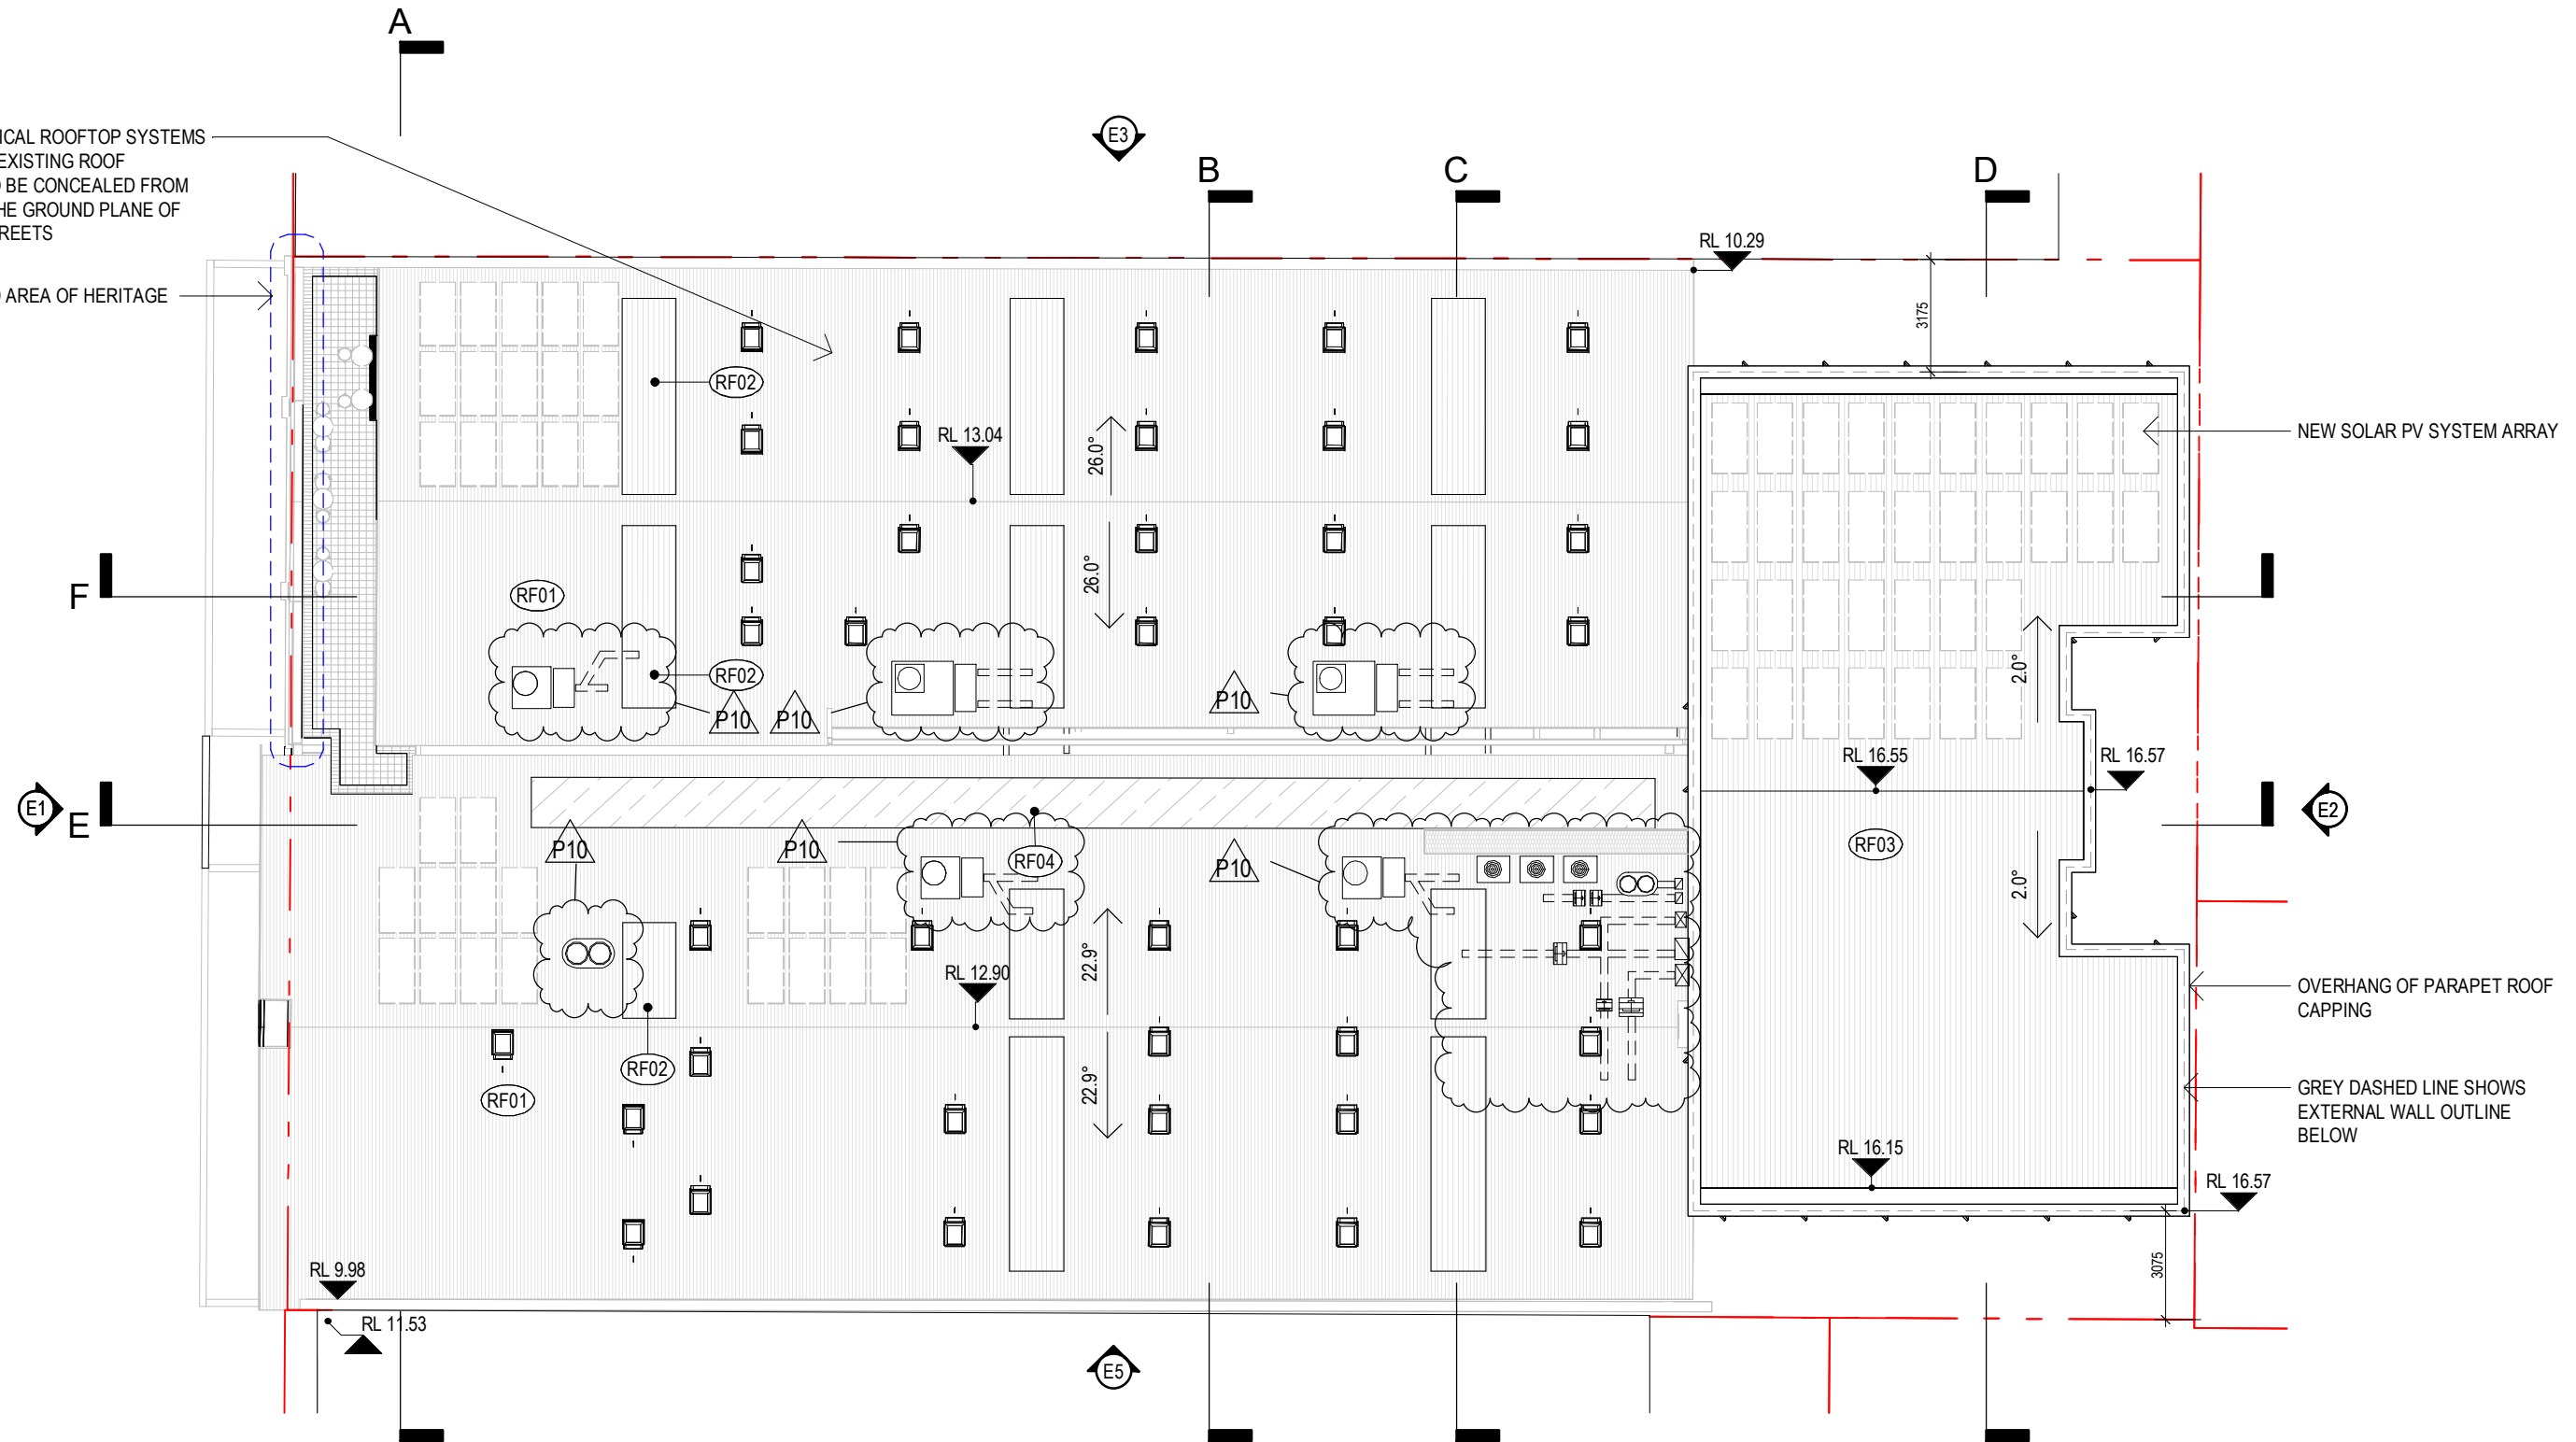 A
ICAL ROOFTOP SYSTEMS
EXISTING ROOF
BE CONCEALED FROM
HE GROUND PLANE OF
REETS
E3
B
C
D
RL 10.29
AREA OF HERITAGE
3175
RF02
NEW SOLAR PV SYSTEM ARRAY
RL 13.04
26.0°
26.0°
F
RF01
RF02
P10
P10
P10
2.0°
RL 16.55
RL 16.57
E1
E
E2
P10
P10
RF04
P10
RF03
2.0°
22.9°
RL 12.90
OVERHANG OF PARAPET ROOF
CAPPING
RF02
22.9°
RF01
GREY DASHED LINE SHOWS
EXTERNAL WALL OUTLINE
BELOW
RL 16.15
RL 16.57
3075
RL 9.98
RL 11.53
E5